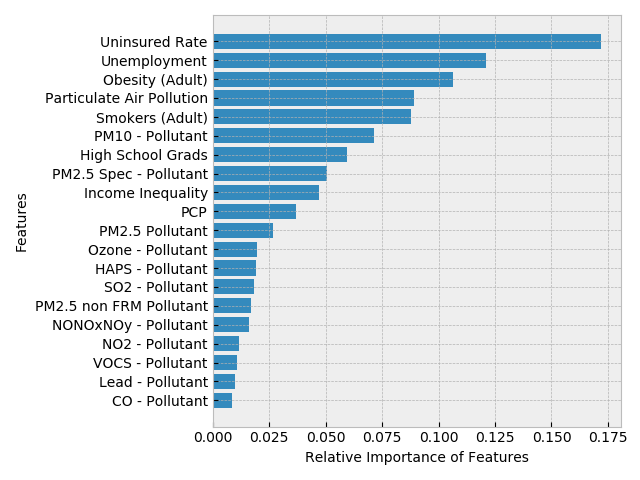 Uninsured Rate
Unemployment
Obesity (Adult)
Particulate Air Pollution
Smokers (Adult)
PM10 - Pollutant
High School Grads
PM2.5 Spec - Pollutant
Income Inequality
PCP
PM2.5 Pollutant
Ozone - Pollutant
HAPS - Pollutant
SO2 - Pollutant
PM2.5 non FRM Pollutant
NONOxNOy - Pollutant
NO2 - Pollutant
VOCS - Pollutant
Lead - Pollutant
CO - Pollutant
Features
0.000 0.025 0.050 0.075 0.100 0.125 0.150 0.175
Relative Importance of Features